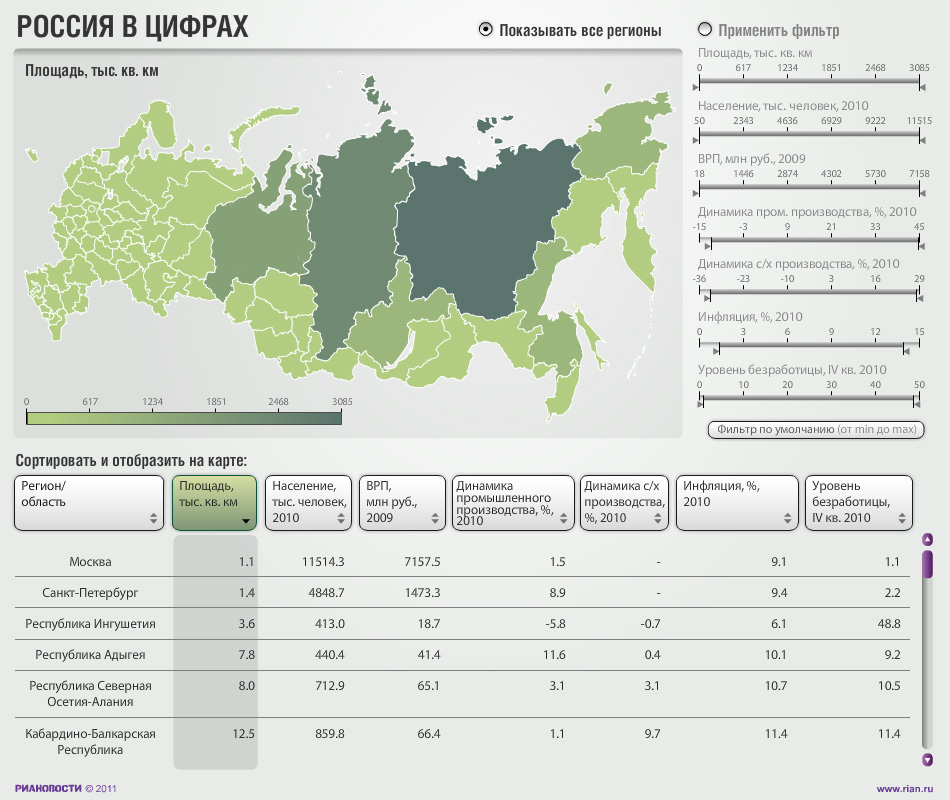 РОССИЯ В ЦИФРАХ
Показывать все регионы
Применить фильтр
Площадь, тыс. кв. км
0 617 1234 1851 2468 3085
Площадь, тыс. кв. км
0 617 1234 1851 2468 3085
Население, тыс. человек, 2010
50 2343 4636 6929 9222 11515
ВРП, млн руб., 2009
18 1446 2874 4302 5730 7158
Динамика пром. производства, %, 2010
-15 -3 9 21 33 45
Динамика с/х производства, %, 2010
-36 -23 -10 3 16 29
Инфляция, %, 2010
0 3 6 9 12 15
Уровень безработицы, IV кв. 2010
0 10 20 30 40 50
Фильтр по умолчанию (от min до max)
Сортировать и отобразить на карте:
Регион/
область
Площадь,
тыс. кв. км
Население,
тыс. человек,
2010
ВРП,
млн руб.,
2009
Динамика
промышленного
производства, %,
2010
Динамика с/х
производства,
%, 2010
Инфляция, %,
2010
Уровень
безработицы,
IV кв. 2010
Москва 1.1 11514.3 7157.5 1.5 - 9.1 1.1
Санкт-Петербург 1.4 4848.7 1473.3 8.9 - 9.4 2.2
Республика Ингушетия 3.6 413.0 18.7 -5.8 -0.7 6.1 48.8
Республика Адыгея 7.8 440.4 41.4 11.6 0.4 10.1 9.2
Республика Северная 8.0 712.9 65.1 3.1 3.1 10.7 10.5
Осетия-Алания
Кабардино-Балкарская 12.5 859.8 66.4 1.1 9.7 11.4 11.4
Республика
РИАНОВОСТИ © 2011
www.rian.ru